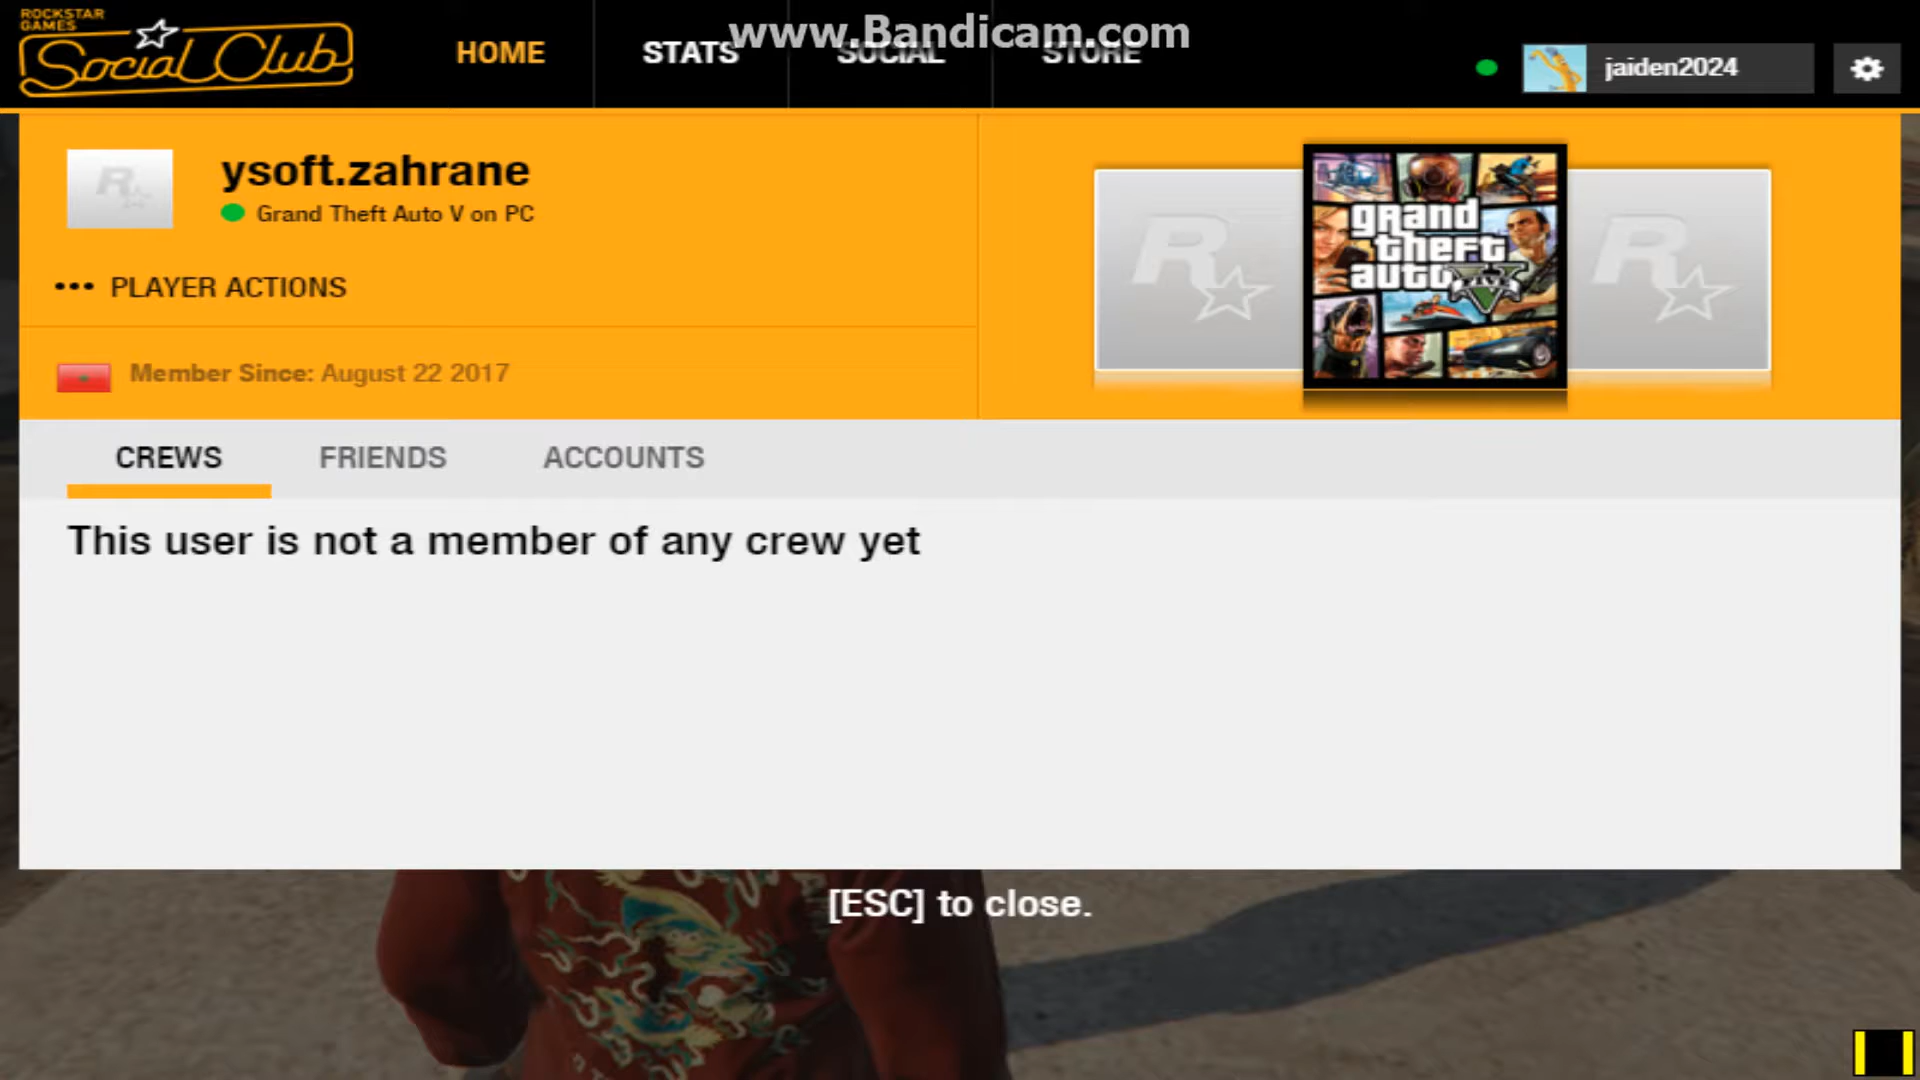 www.Bandicam.com
ROCKSTAR
GAMES
Social Club
HOME
STATS
SOCIAL
STORE
jaiden2024
ysoft.zahrane
Grand Theft Auto V on PC
••• PLAYER ACTIONS
Member Since: August 22 2017
grand
theft
auto
FIVE
CREWS
FRIENDS
ACCOUNTS
This user is not a member of any crew yet
[ESC] to close.